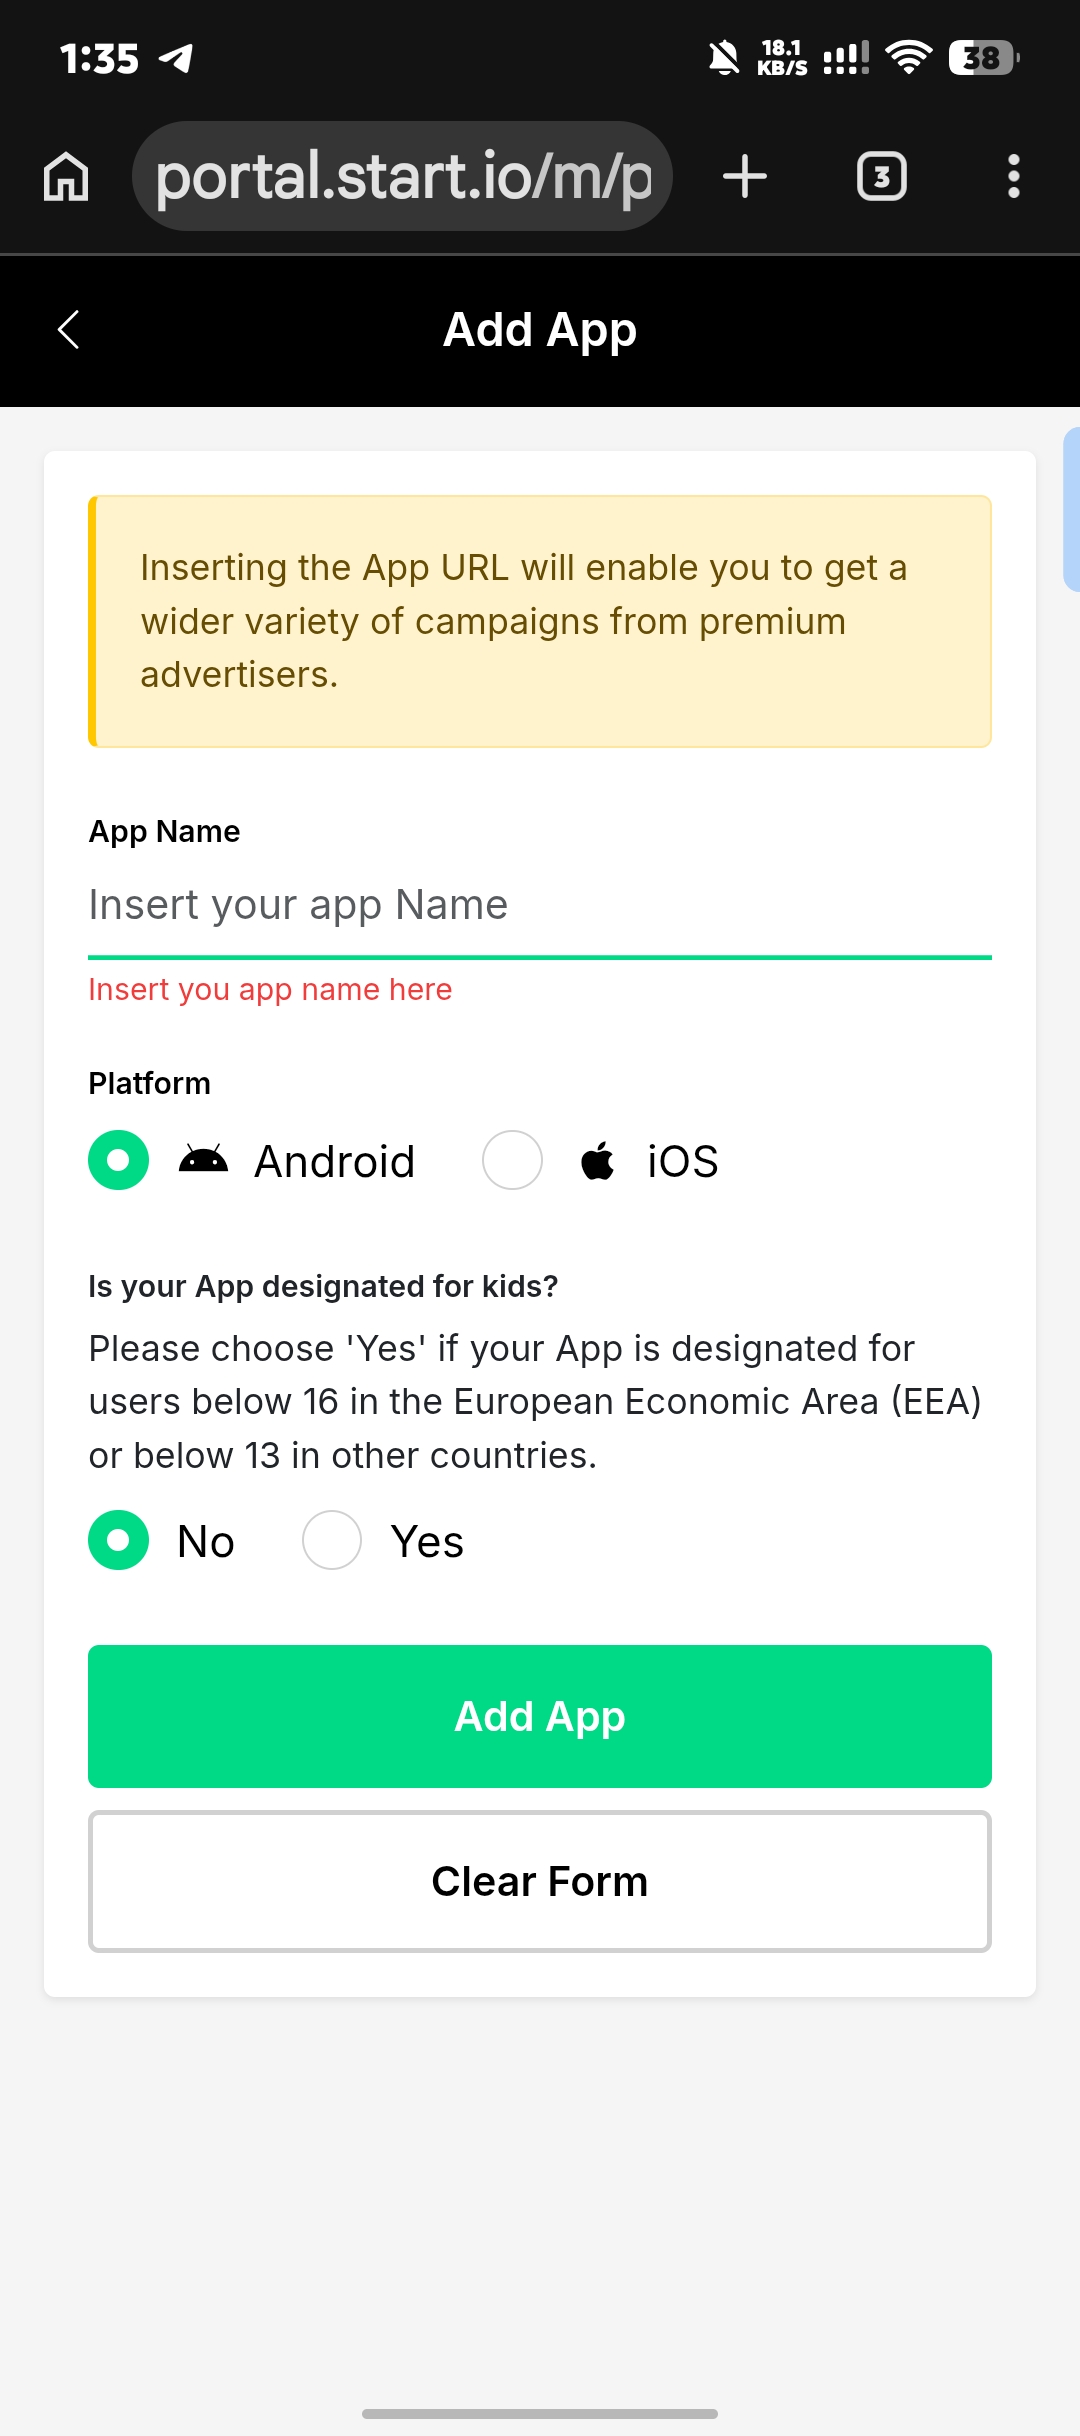 1:35
18.1
KB/S
38
portal.start.io/m/p
3
Add App
Inserting the App URL will enable you to get a
wider variety of campaigns from premium
advertisers.
App Name
Insert your app Name
Insert you app name here
Platform
Android
iOS
Is your App designated for kids?
Please choose 'Yes' if your App is designated for
users below 16 in the European Economic Area (EEA)
or below 13 in other countries.
No
Yes
Add App
Clear Form